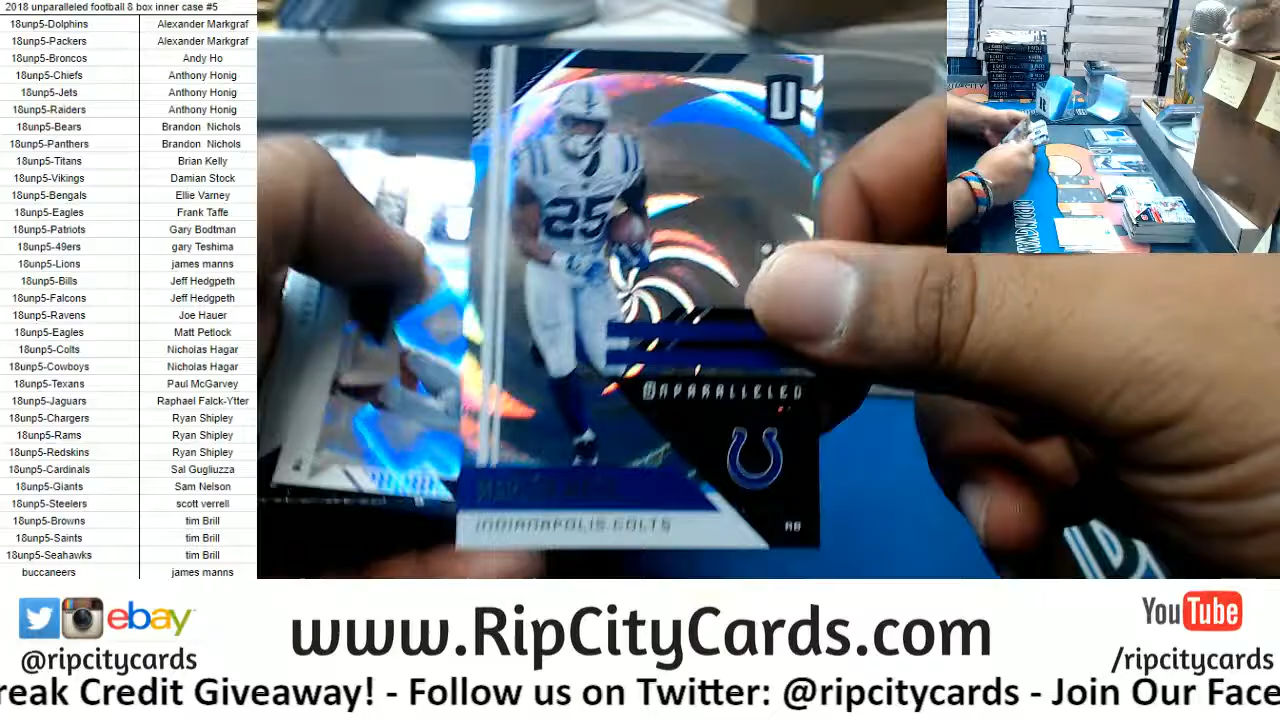 2018 unparalleled football 8 box inner case #5
18unp5-Dolphins Alexander Markgraf
18unp5-Packers Alexander Markgraf
18unp5-Broncos Andy Ho
18unp5-Chiefs Anthony Honig
18unp5-Jets Anthony Honig
18unp5-Raiders Anthony Honig
18unp5-Bears Brandon Nichols
18unp5-Panthers Brandon Nichols
18unp5-Titans Brian Kelly
18unp5-Vikings Damian Stock
18unp5-Bengals Ellie Varney
18unp5-Eagles Frank Taffe
18unp5-Patriots Gary Bodtman
18unp5-49ers gary Teshima
18unp5-Lions james manns
18unp5-Bills Jeff Hedgpeth
18unp5-Falcons Jeff Hedgpeth
18unp5-Ravens Joe Hauer
18unp5-Eagles Matt Petlock
18unp5-Colts Nicholas Hagar
18unp5-Cowboys Nicholas Hagar
18unp5-Texans Paul McGarvey
18unp5-Jaguars Raphael Falck-Ytter
18unp5-Chargers Ryan Shipley
18unp5-Rams Ryan Shipley
18unp5-Redskins Ryan Shipley
18unp5-Cardinals Sal Gugliuzza
18unp5-Giants Sam Nelson
18unp5-Steelers scott verrell
18unp5-Browns tim Brill
18unp5-Saints tim Brill
18unp5-Seahawks tim Brill
buccaneers james manns
U
25
UNPARALLELED
INDIANAPOLIS COLTS
RB
ebay
@ripcitycards
www.RipCityCards.com
YouTube
/ripcitycards
reak Credit Giveaway! - Follow us on Twitter: @ripcitycards - Join Our Face